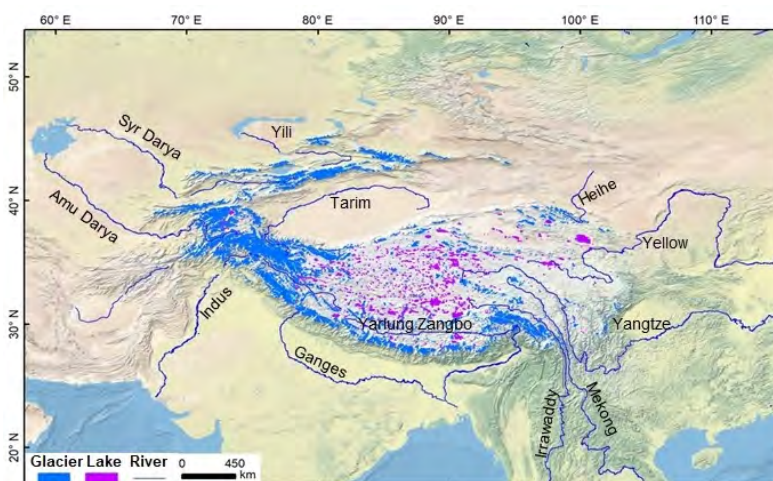 60° E 70° E 80° E 90° E 100° E 110° E
50° N
40° N
30° N
20° N
Syr Darya
Yili
Amu Darya
Tarim
Heihe
Yellow
Indus
Yarlung Zangbo
Yangtze
Ganges
Irrawaddy
Mekong
Glacier Lake River 0 450
km